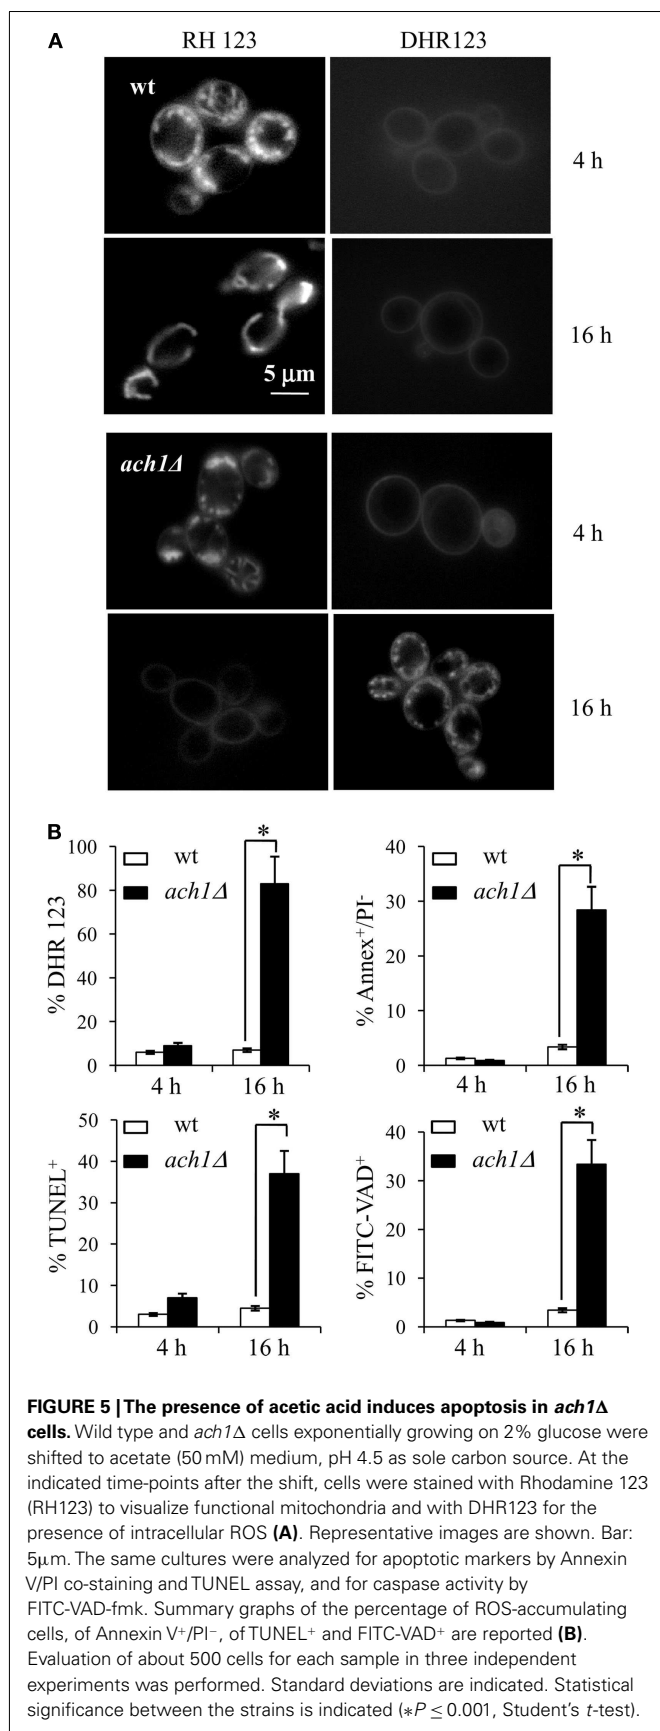 A
RH 123
DHR123
wt
4 h
16 h
5 µm
ach1Δ
4 h
16 h
B
100
80
60
40
20
0
% DHR 123
wt
ach1Δ
*
4 h
16 h
40
30
20
10
0
% Annex+/PI-
wt
ach1Δ
*
4 h
16 h
50
40
30
20
10
0
% TUNEL+
wt
ach1Δ
*
4 h
16 h
40
30
20
10
0
% FITC-VAD+
wt
ach1Δ
*
4 h
16 h
FIGURE 5 | The presence of acetic acid induces apoptosis in ach1Δ
cells. Wild type and ach1Δ cells exponentially growing on 2% glucose were
shifted to acetate (50 mM) medium, pH 4.5 as sole carbon source. At the
indicated time-points after the shift, cells were stained with Rhodamine 123
(RH123) to visualize functional mitochondria and with DHR123 for the
presence of intracellular ROS (A). Representative images are shown. Bar:
5µm. The same cultures were analyzed for apoptotic markers by Annexin
V/PI co-staining and TUNEL assay, and for caspase activity by
FITC-VAD-fmk. Summary graphs of the percentage of ROS-accumulating
cells, of Annexin V+/PI−, of TUNEL+ and FITC-VAD+ are reported (B).
Evaluation of about 500 cells for each sample in three independent
experiments was performed. Standard deviations are indicated. Statistical
significance between the strains is indicated (∗P ≤ 0.001, Student's t-test).